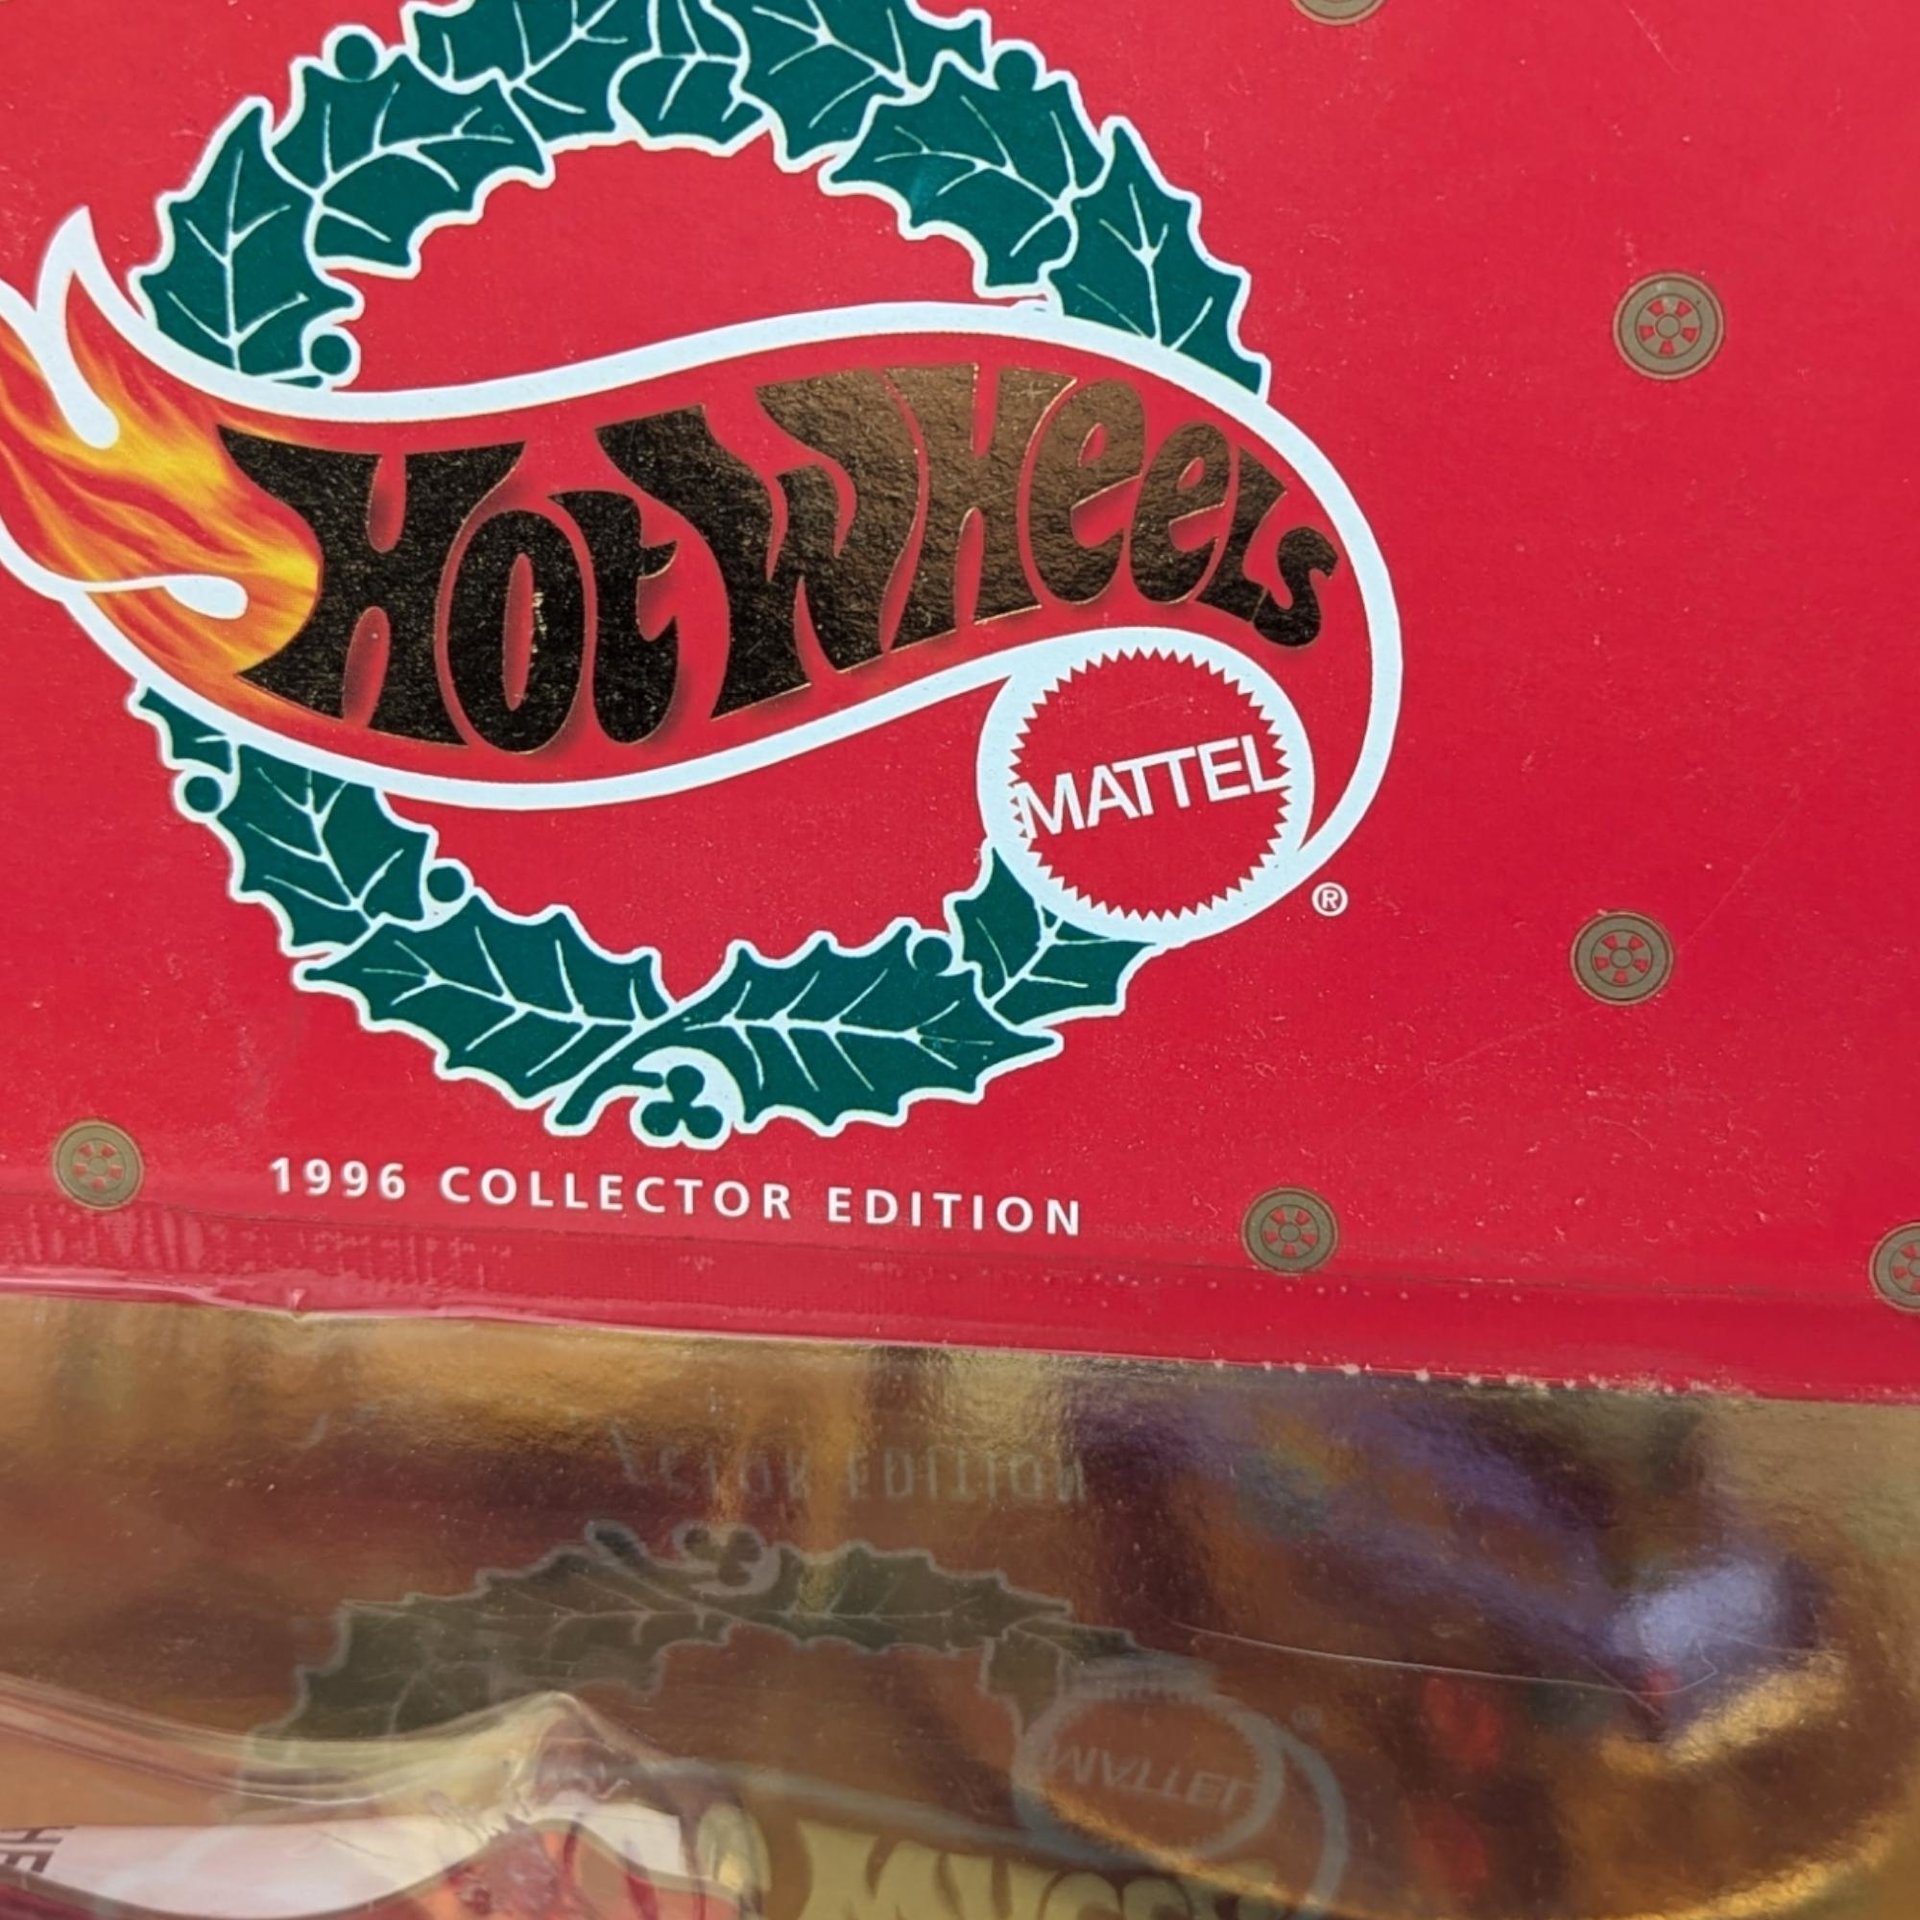 Hot Wheels
MATTEL
®
1996 COLLECTOR EDITION